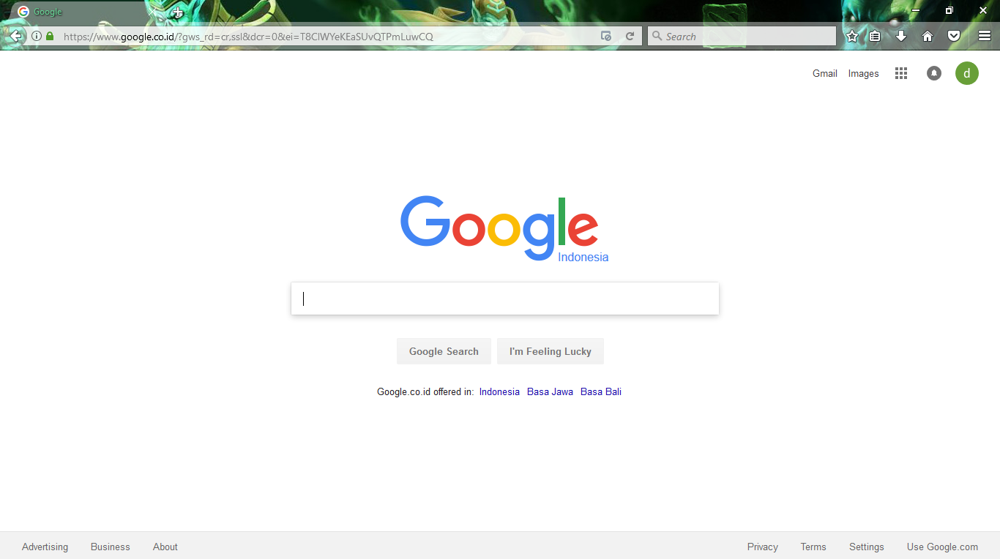 Google
https://www.google.co.id/?gws_rd=cr,ssl&dcr=0&ei=T8ClWYeKEaSUvQTPmLuwCQ
Search
Gmail Images d
Google
Indonesia
Google Search I'm Feeling Lucky
Google.co.id offered in: Indonesia Basa Jawa Basa Bali
Advertising Business About Privacy Terms Settings Use Google.com